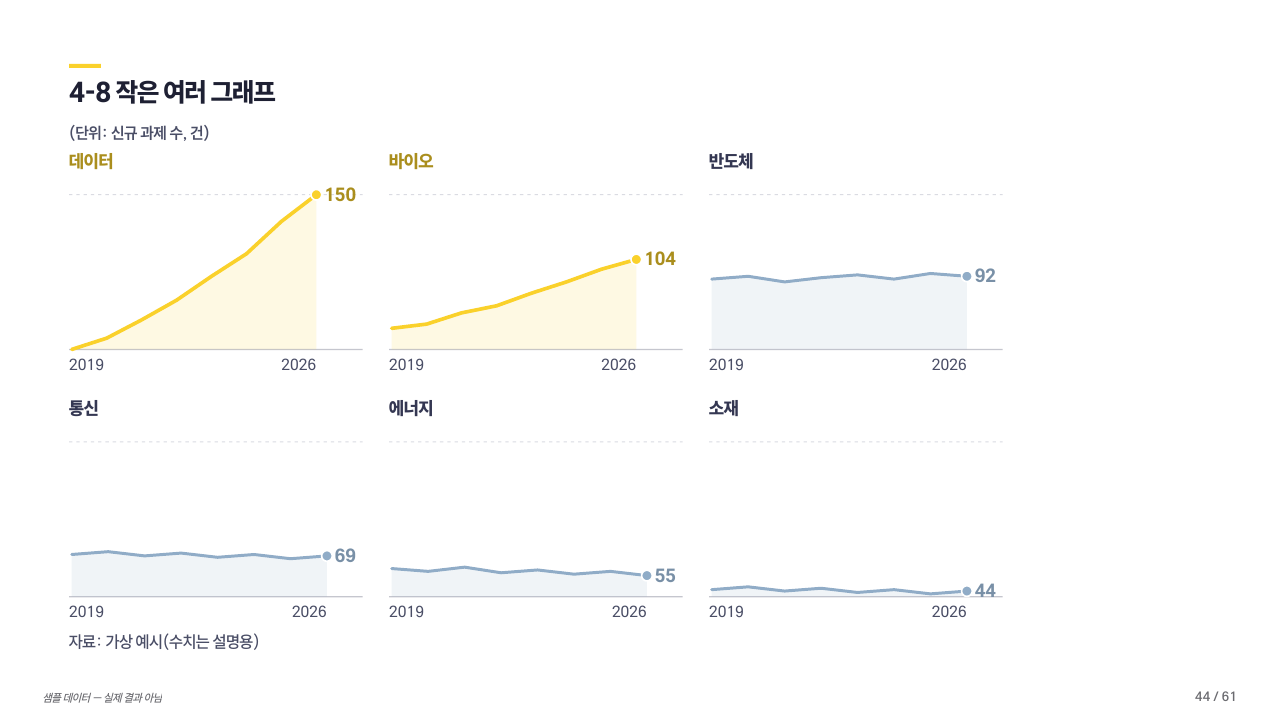 4-8 작은 여러 그래프
(단위: 신규 과제 수, 건)
데이터
150
2019 2026
바이오
104
2019 2026
반도체
92
2019 2026
통신
69
2019 2026
에너지
55
2019 2026
소재
44
2019 2026
자료: 가상 예시(수치는 설명용)
샘플 데이터 — 실제 결과 아님
44 / 61